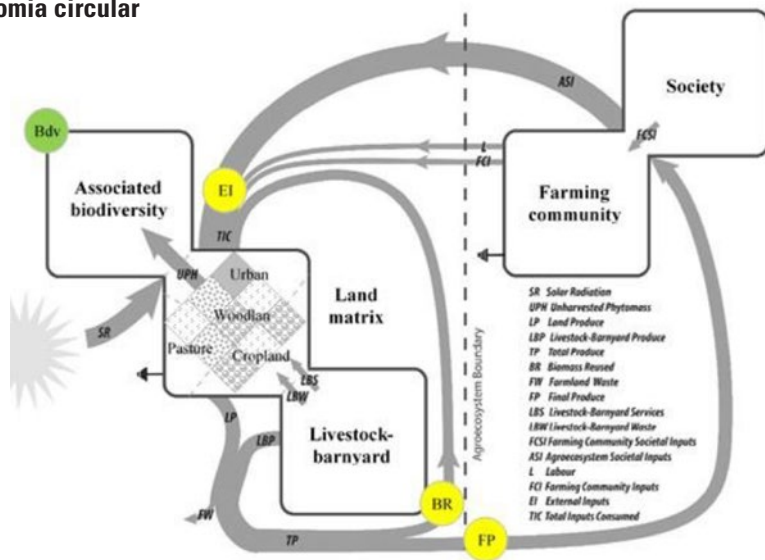 omia circular
Society
ASI
FCSI
Bdv
L
FCI
EI
Associated
biodiversity
Farming
community
TIC
UPH
Urban
Land
matrix
Woodlan
SR
Pasture
Cropland
LBS
LBW
LP
LBP
Livestock-
barnyard
BR
FW
TP
FP
Agroecosystem Boundary
SR Solar Radiation
UPH Unharvested Phytomass
LP Land Produce
LBP Livestock-Barnyard Produce
TP Total Produce
BR Biomass Reused
FW Farmland Waste
FP Final Produce
LBS Livestock-Barnyard Services
LBW Livestock-Barnyard Waste
FCSI Farming Community Societal Inputs
ASI Agroecosystem Societal Inputs
L Labour
FCI Farming Community Inputs
EI External Inputs
TIC Total Inputs Consumed